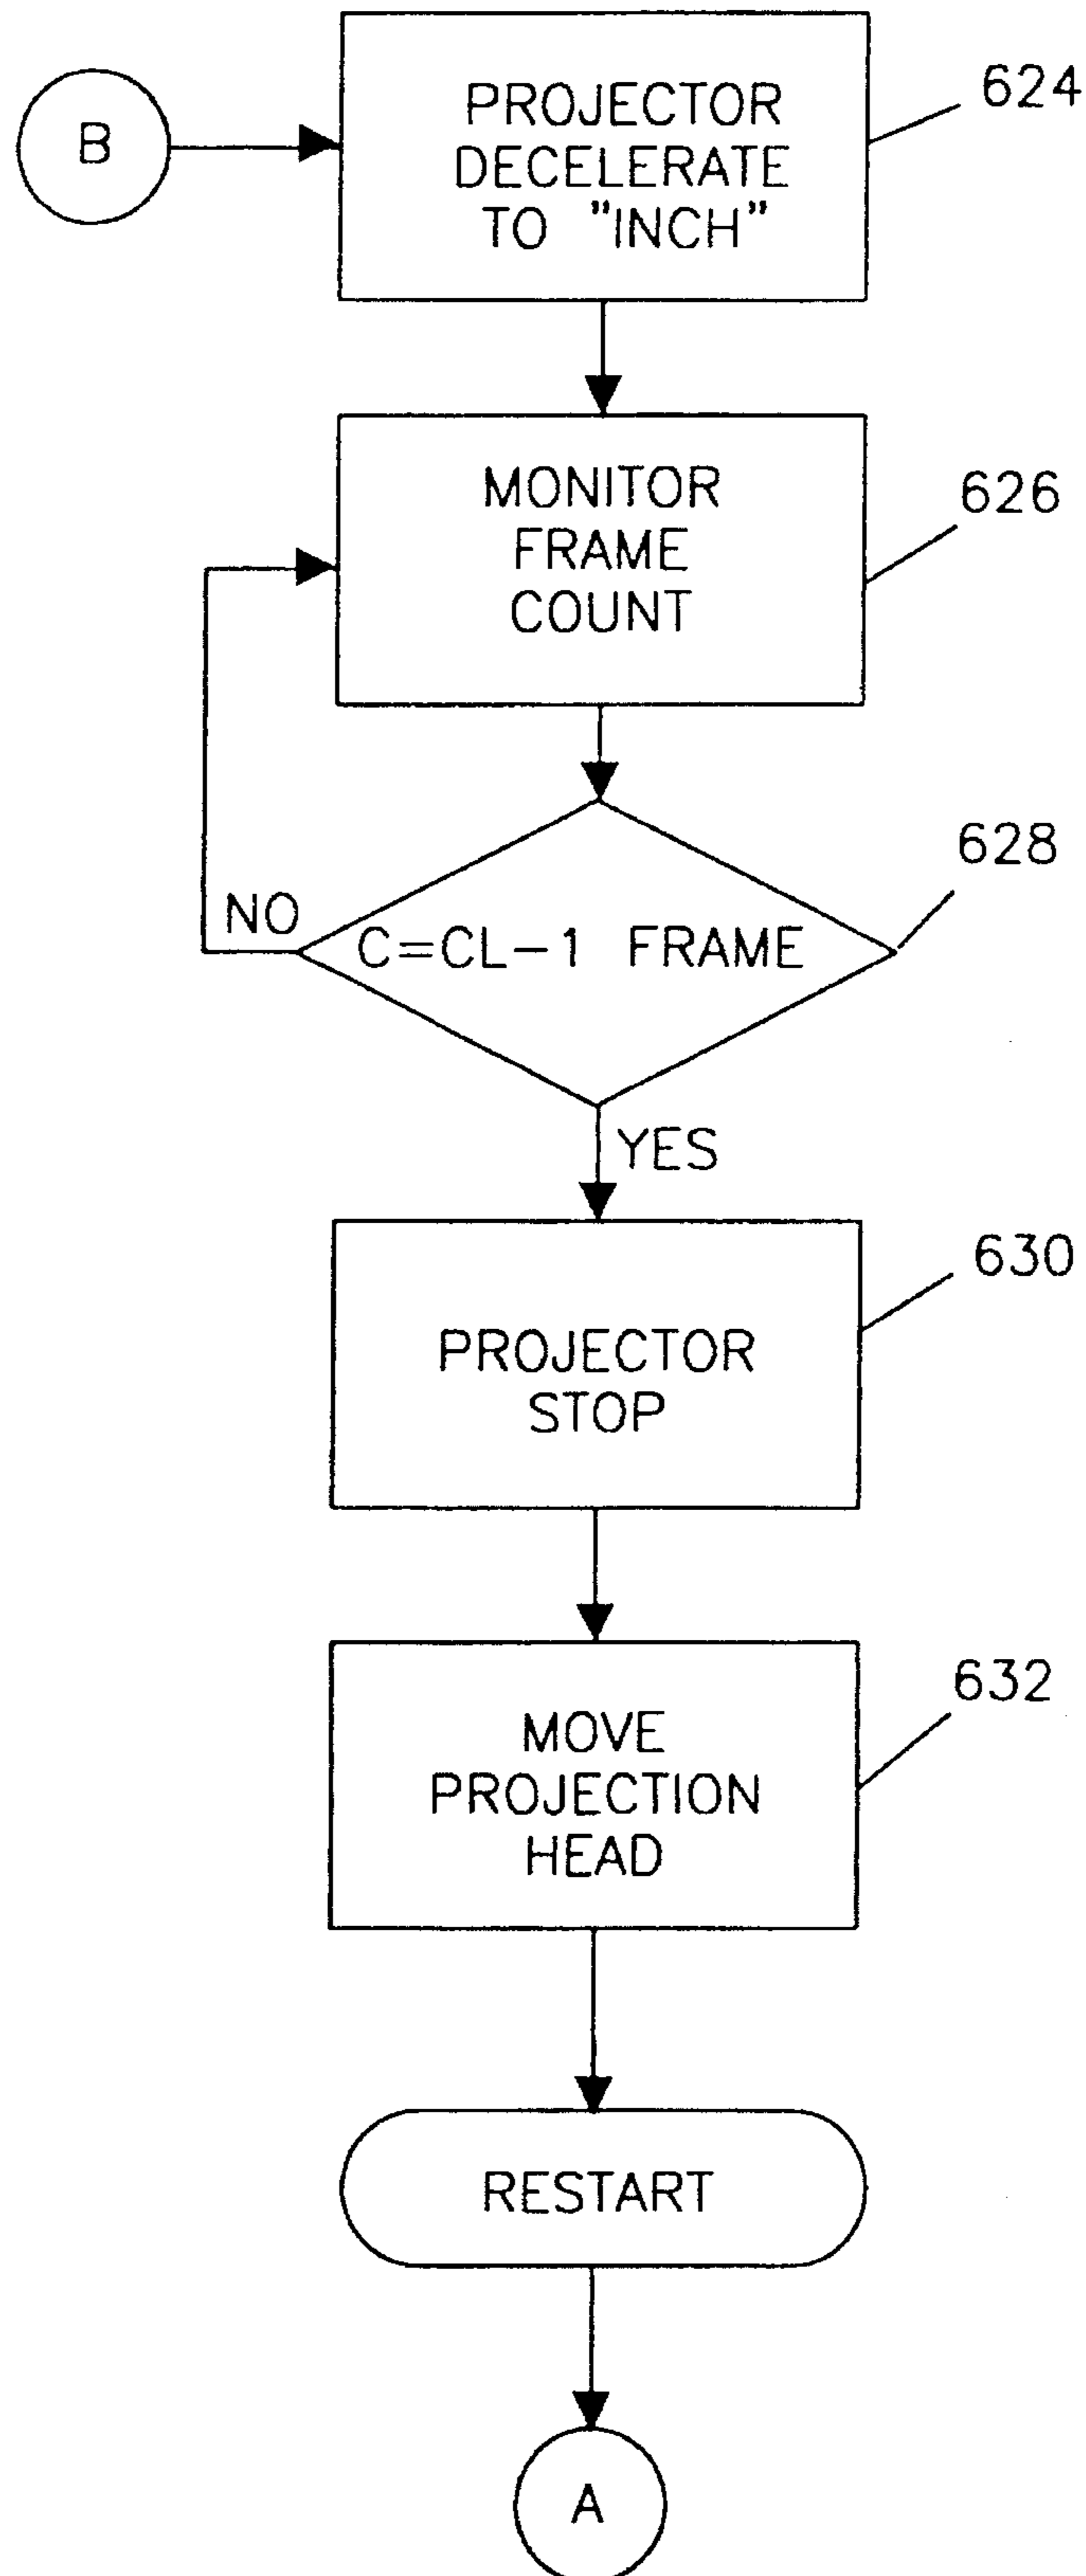 B
PROJECTOR
DECELERATE
TO "INCH"
624
MONITOR
FRAME
COUNT
626
NO
C=CL-1 FRAME
628
YES
PROJECTOR
STOP
630
MOVE
PROJECTION
HEAD
632
RESTART
A